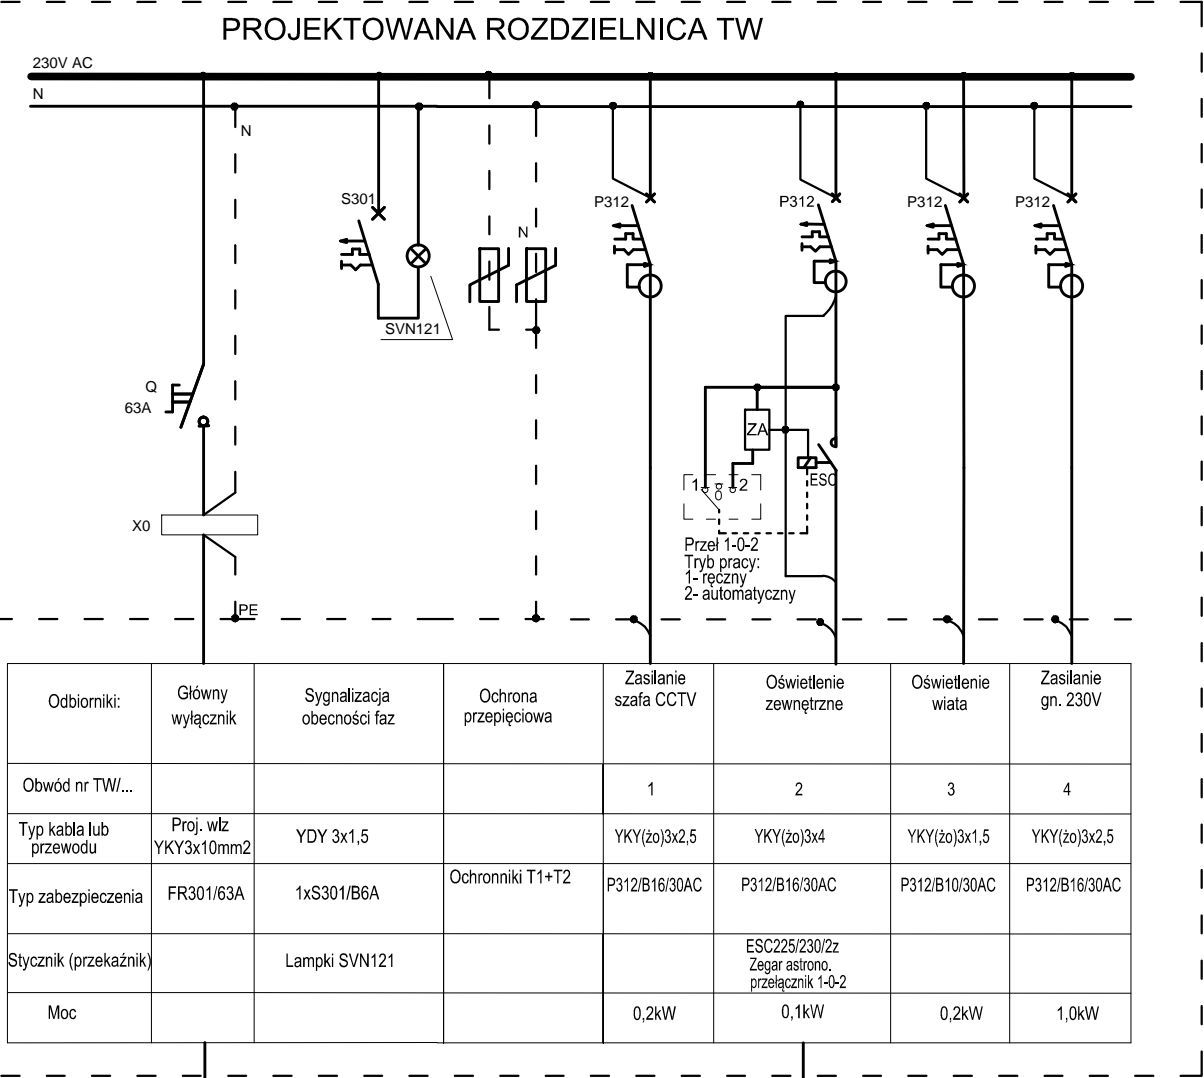 PROJEKTOWANA ROZDZIELNICA TW
230V AC
N
N
S301
P312
P312
P312
P312
N
SVN121
Q
63A
ZA
ESC
1
0
2
X0
Przeł 1-0-2
Tryb pracy:
1- ręczny
2- automatyczny
PE
Odbiorniki:
Główny
wyłącznik
Sygnalizacja
obecności faz
Ochrona
przepięciowa
Zasilanie
szafa CCTV
Oświetlenie
zewnętrzne
Oświetlenie
wiata
Zasilanie
gn. 230V
Obwód nr TW/...
1
2
3
4
Typ kabla lub
przewodu
Proj. wlz
YKY3x10mm2
YDY 3x1,5
YKY(żo)3x2,5
YKY(żo)3x4
YKY(żo)3x1,5
YKY(żo)3x2,5
Typ zabezpieczenia
FR301/63A
1xS301/B6A
Ochronniki T1+T2
P312/B16/30AC
P312/B16/30AC
P312/B10/30AC
P312/B16/30AC
Stycznik (przekaźnik)
Lampki SVN121
ESC225/230/2z
Zegar astrono.
przełącznik 1-0-2
Moc
0,2kW
0,1kW
0,2kW
1,0kW